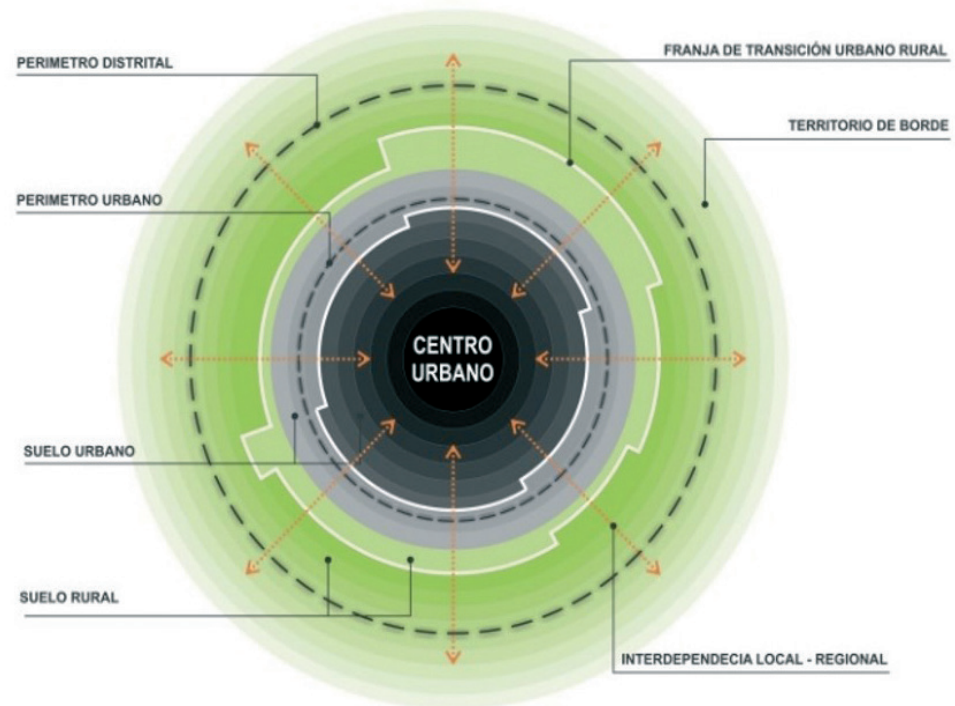 PERIMETRO DISTRITAL
FRANJA DE TRANSICIÓN URBANO RURAL
TERRITORIO DE BORDE
PERIMETRO URBANO
CENTRO
URBANO
SUELO URBANO
SUELO RURAL
INTERDEPENDECIA LOCAL - REGIONAL